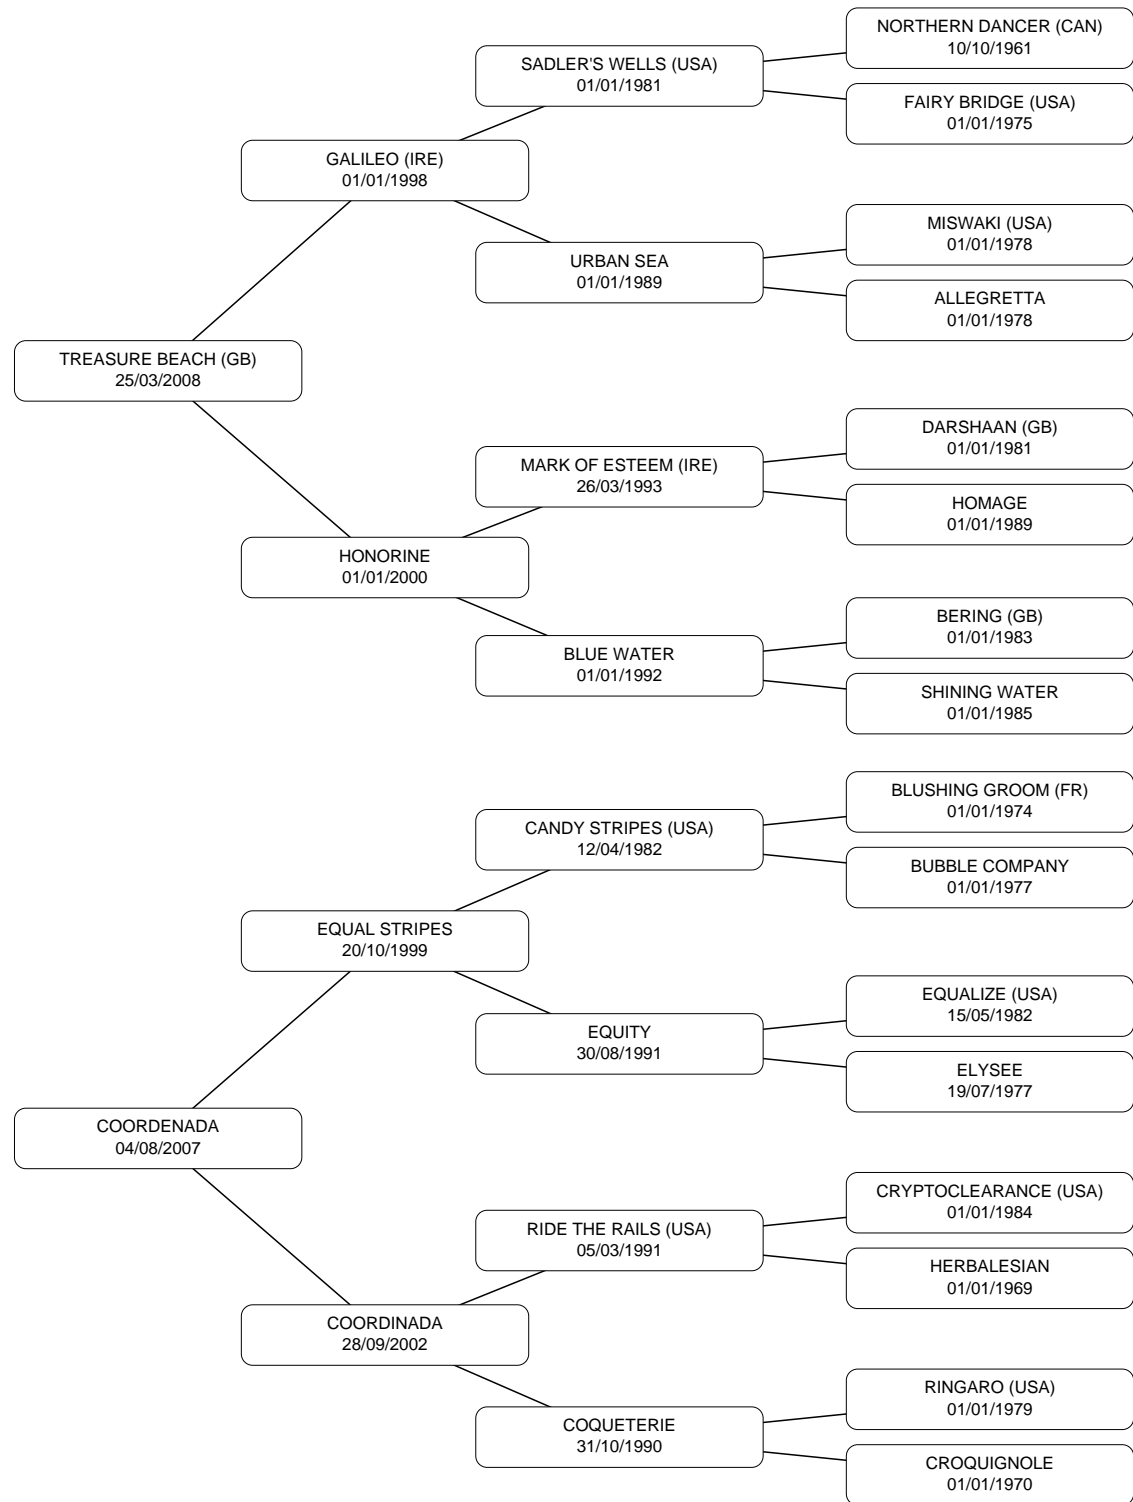 NORTHERN DANCER (CAN)
10/10/1961
SADLER'S WELLS (USA)
01/01/1981
FAIRY BRIDGE (USA)
01/01/1975
GALILEO (IRE)
01/01/1998
MISWAKI (USA)
01/01/1978
URBAN SEA
01/01/1989
ALLEGRETTA
01/01/1978
TREASURE BEACH (GB)
25/03/2008
DARSHAAN (GB)
01/01/1981
MARK OF ESTEEM (IRE)
26/03/1993
HOMAGE
01/01/1989
HONORINE
01/01/2000
BERING (GB)
01/01/1983
BLUE WATER
01/01/1992
SHINING WATER
01/01/1985
BLUSHING GROOM (FR)
01/01/1974
CANDY STRIPES (USA)
12/04/1982
BUBBLE COMPANY
01/01/1977
EQUAL STRIPES
20/10/1999
EQUALIZE (USA)
15/05/1982
EQUITY
30/08/1991
ELYSEE
19/07/1977
COORDENADA
04/08/2007
CRYPTOCLEARANCE (USA)
01/01/1984
RIDE THE RAILS (USA)
05/03/1991
HERBALESIAN
01/01/1969
COORDINADA
28/09/2002
RINGARO (USA)
01/01/1979
COQUETERIE
31/10/1990
CROQUIGNOLE
01/01/1970